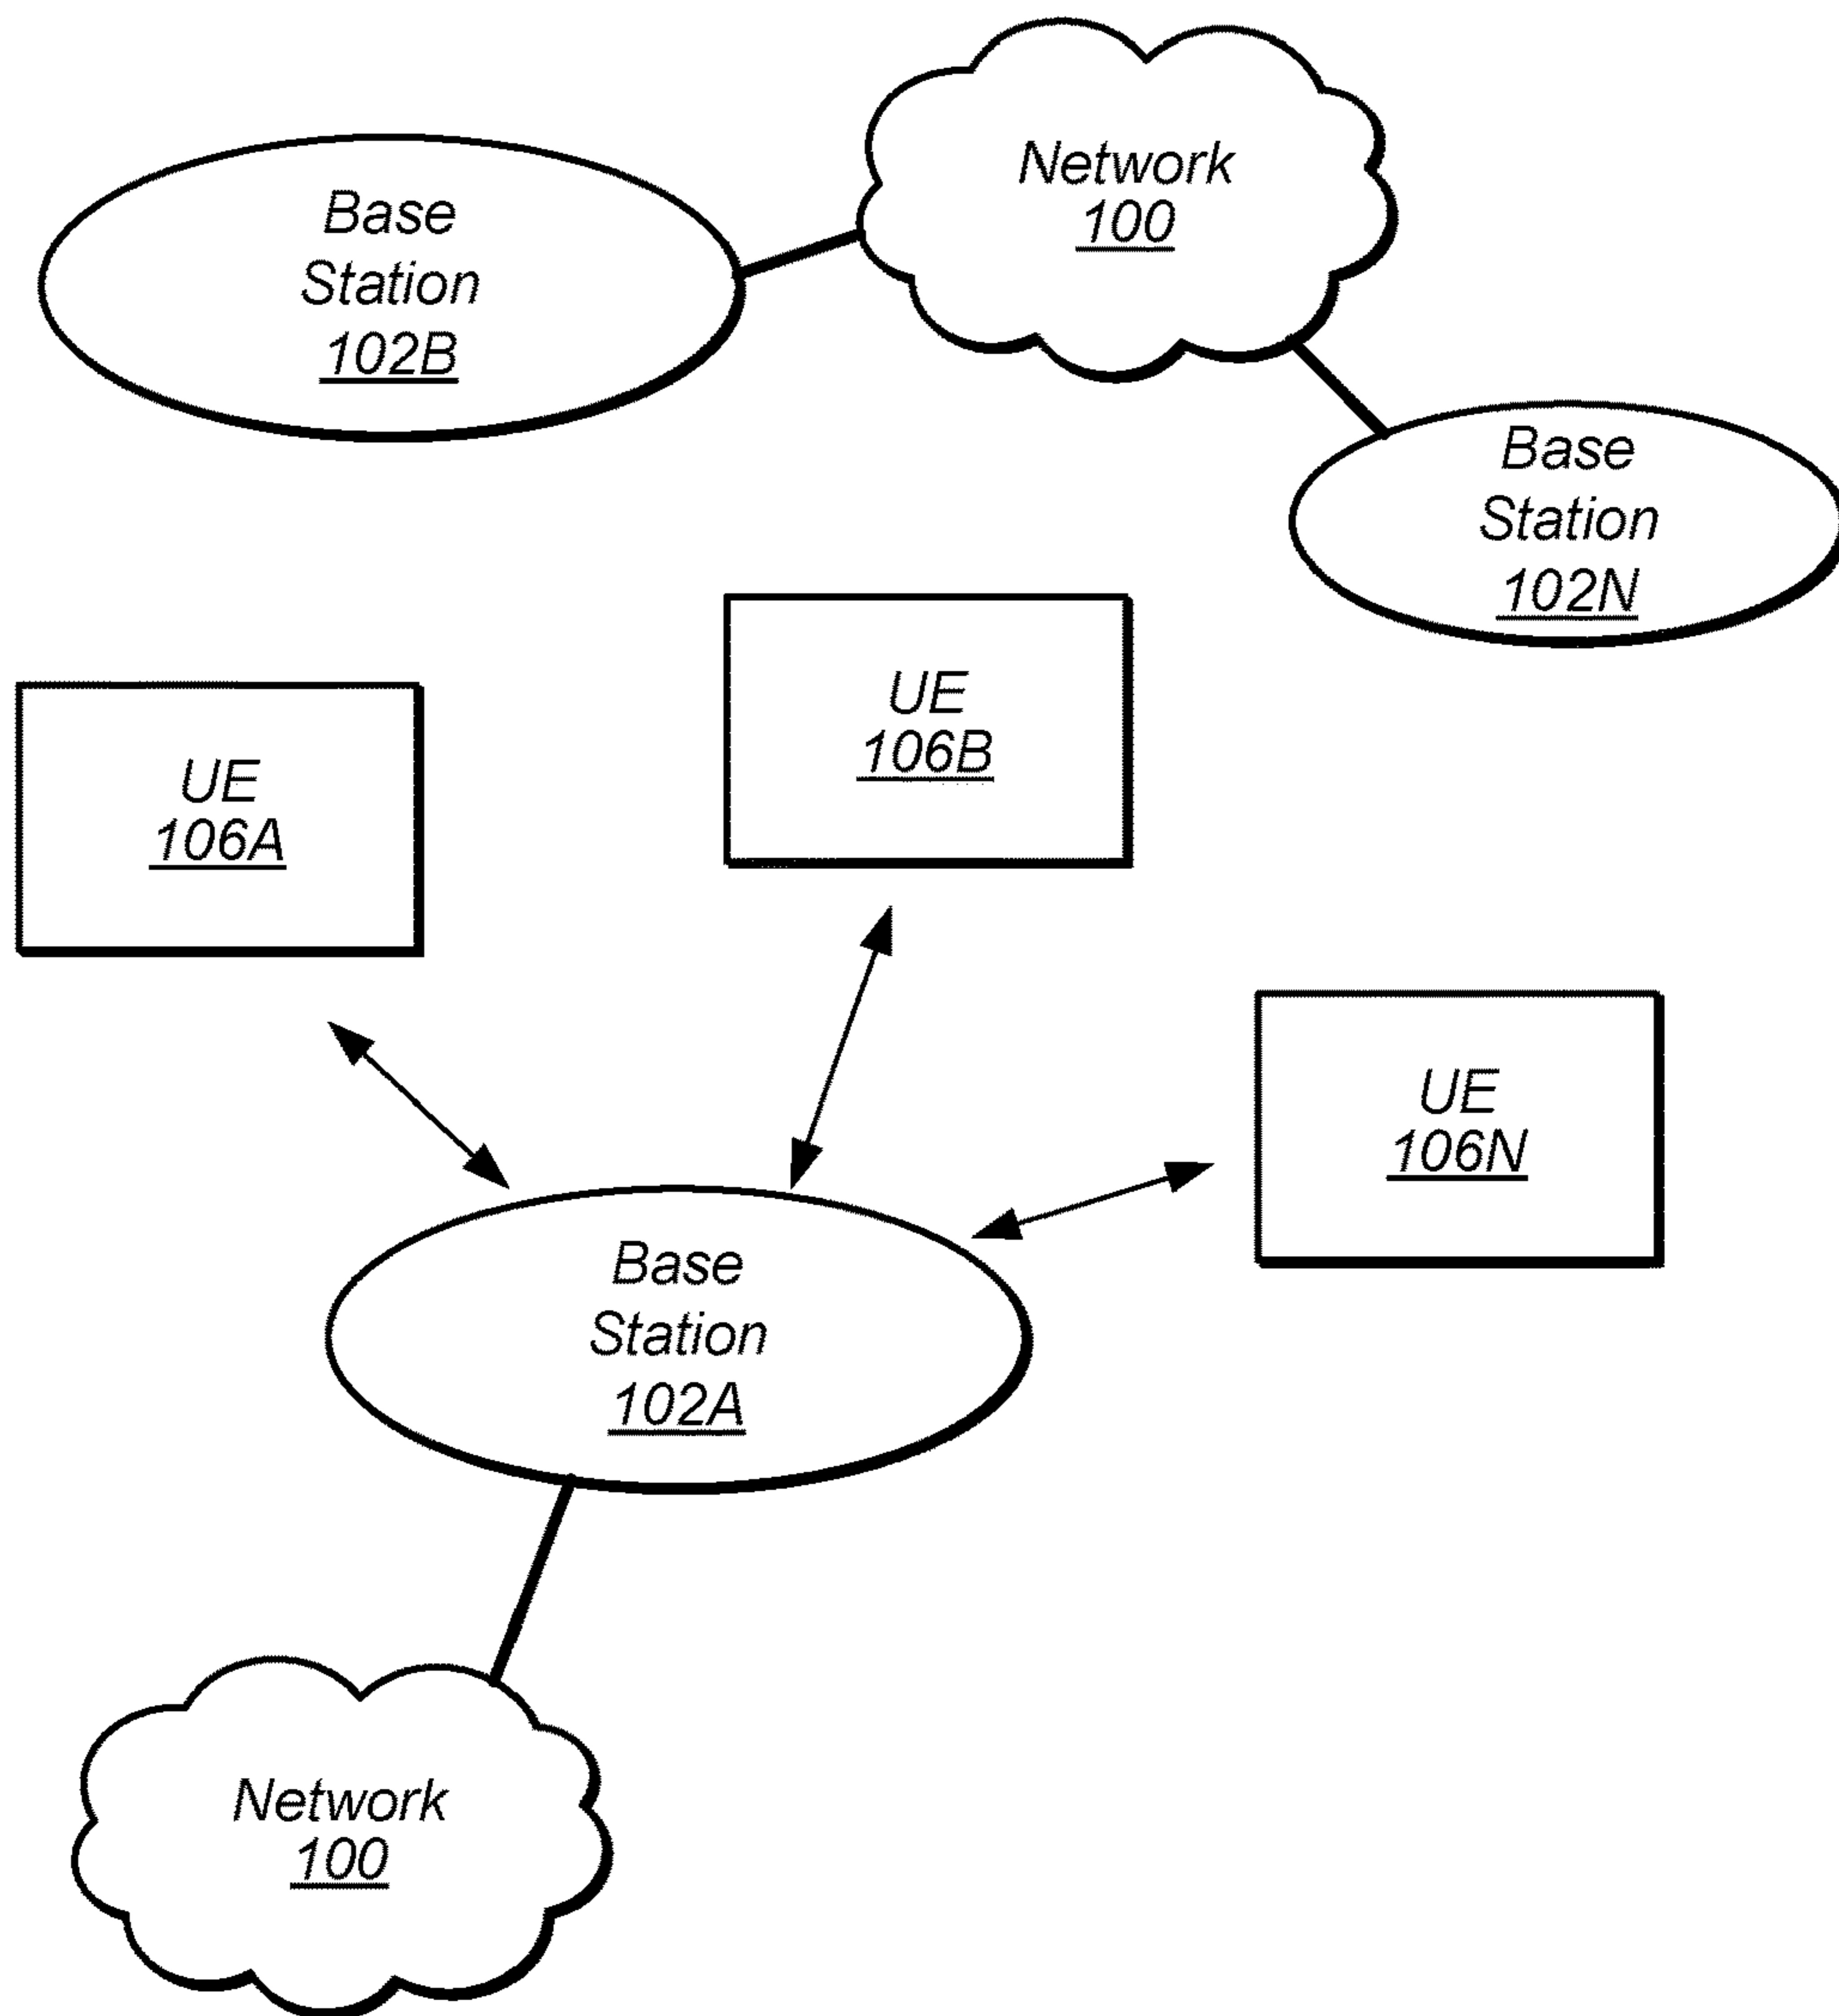 Network
100
Base
Station
102B
Base
Station
102N
UE
106B
UE
106A
UE
106N
Base
Station
102A
Network
100